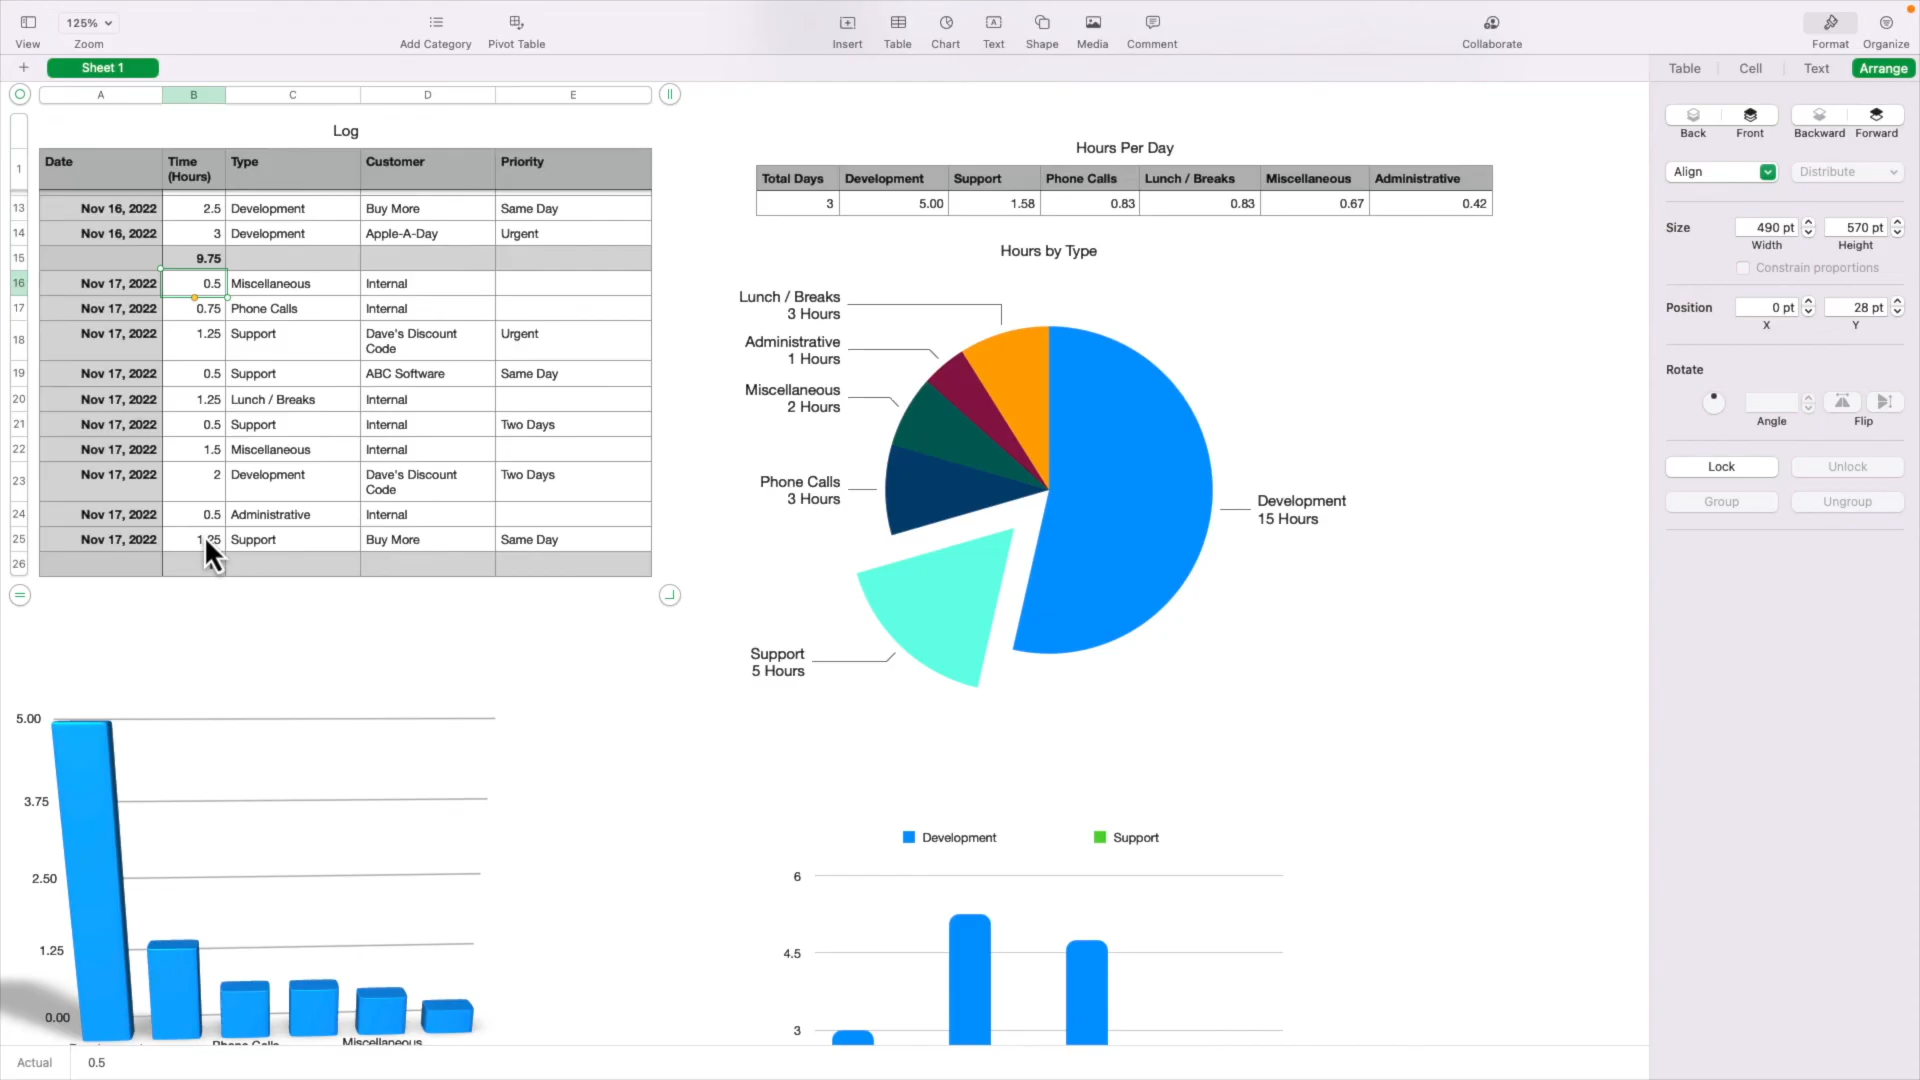 View
125%
Zoom
Add Category
Pivot Table
Insert
Table
Chart
Text
Shape
Media
Comment
Collaborate
Format
Organize
+ Sheet 1
Table Cell Text Arrange
A B C D E
Log
Date Time (Hours) Type Customer Priority
1
13 Nov 16, 2022 2.5 Development Buy More Same Day
14 Nov 16, 2022 3 Development Apple-A-Day Urgent
15 9.75
16 Nov 17, 2022 0.5 Miscellaneous Internal
17 Nov 17, 2022 0.75 Phone Calls Internal
18 Nov 17, 2022 1.25 Support Dave's Discount Code Urgent
19 Nov 17, 2022 0.5 Support ABC Software Same Day
20 Nov 17, 2022 1.25 Lunch / Breaks Internal
21 Nov 17, 2022 0.5 Support Internal Two Days
22 Nov 17, 2022 1.5 Miscellaneous Internal
23 Nov 17, 2022 2 Development Dave's Discount Code Two Days
24 Nov 17, 2022 0.5 Administrative Internal
25 Nov 17, 2022 1.25 Support Buy More Same Day
26
Hours Per Day
Total Days Development Support Phone Calls Lunch / Breaks Miscellaneous Administrative
3 5.00 1.58 0.83 0.83 0.67 0.42
Hours by Type
Lunch / Breaks
3 Hours
Administrative
1 Hours
Miscellaneous
2 Hours
Phone Calls
3 Hours
Development
15 Hours
Support
5 Hours
5.00
3.75
2.50
1.25
0.00
Phone Calls
Miscellaneous
Development
Support
6
4.5
3
Actual 0.5
Back Front Backward Forward
Align Distribute
Size 490 pt 570 pt
Width Height
Constrain proportions
Position 0 pt 28 pt
X Y
Rotate
Angle Flip
Lock Unlock
Group Ungroup